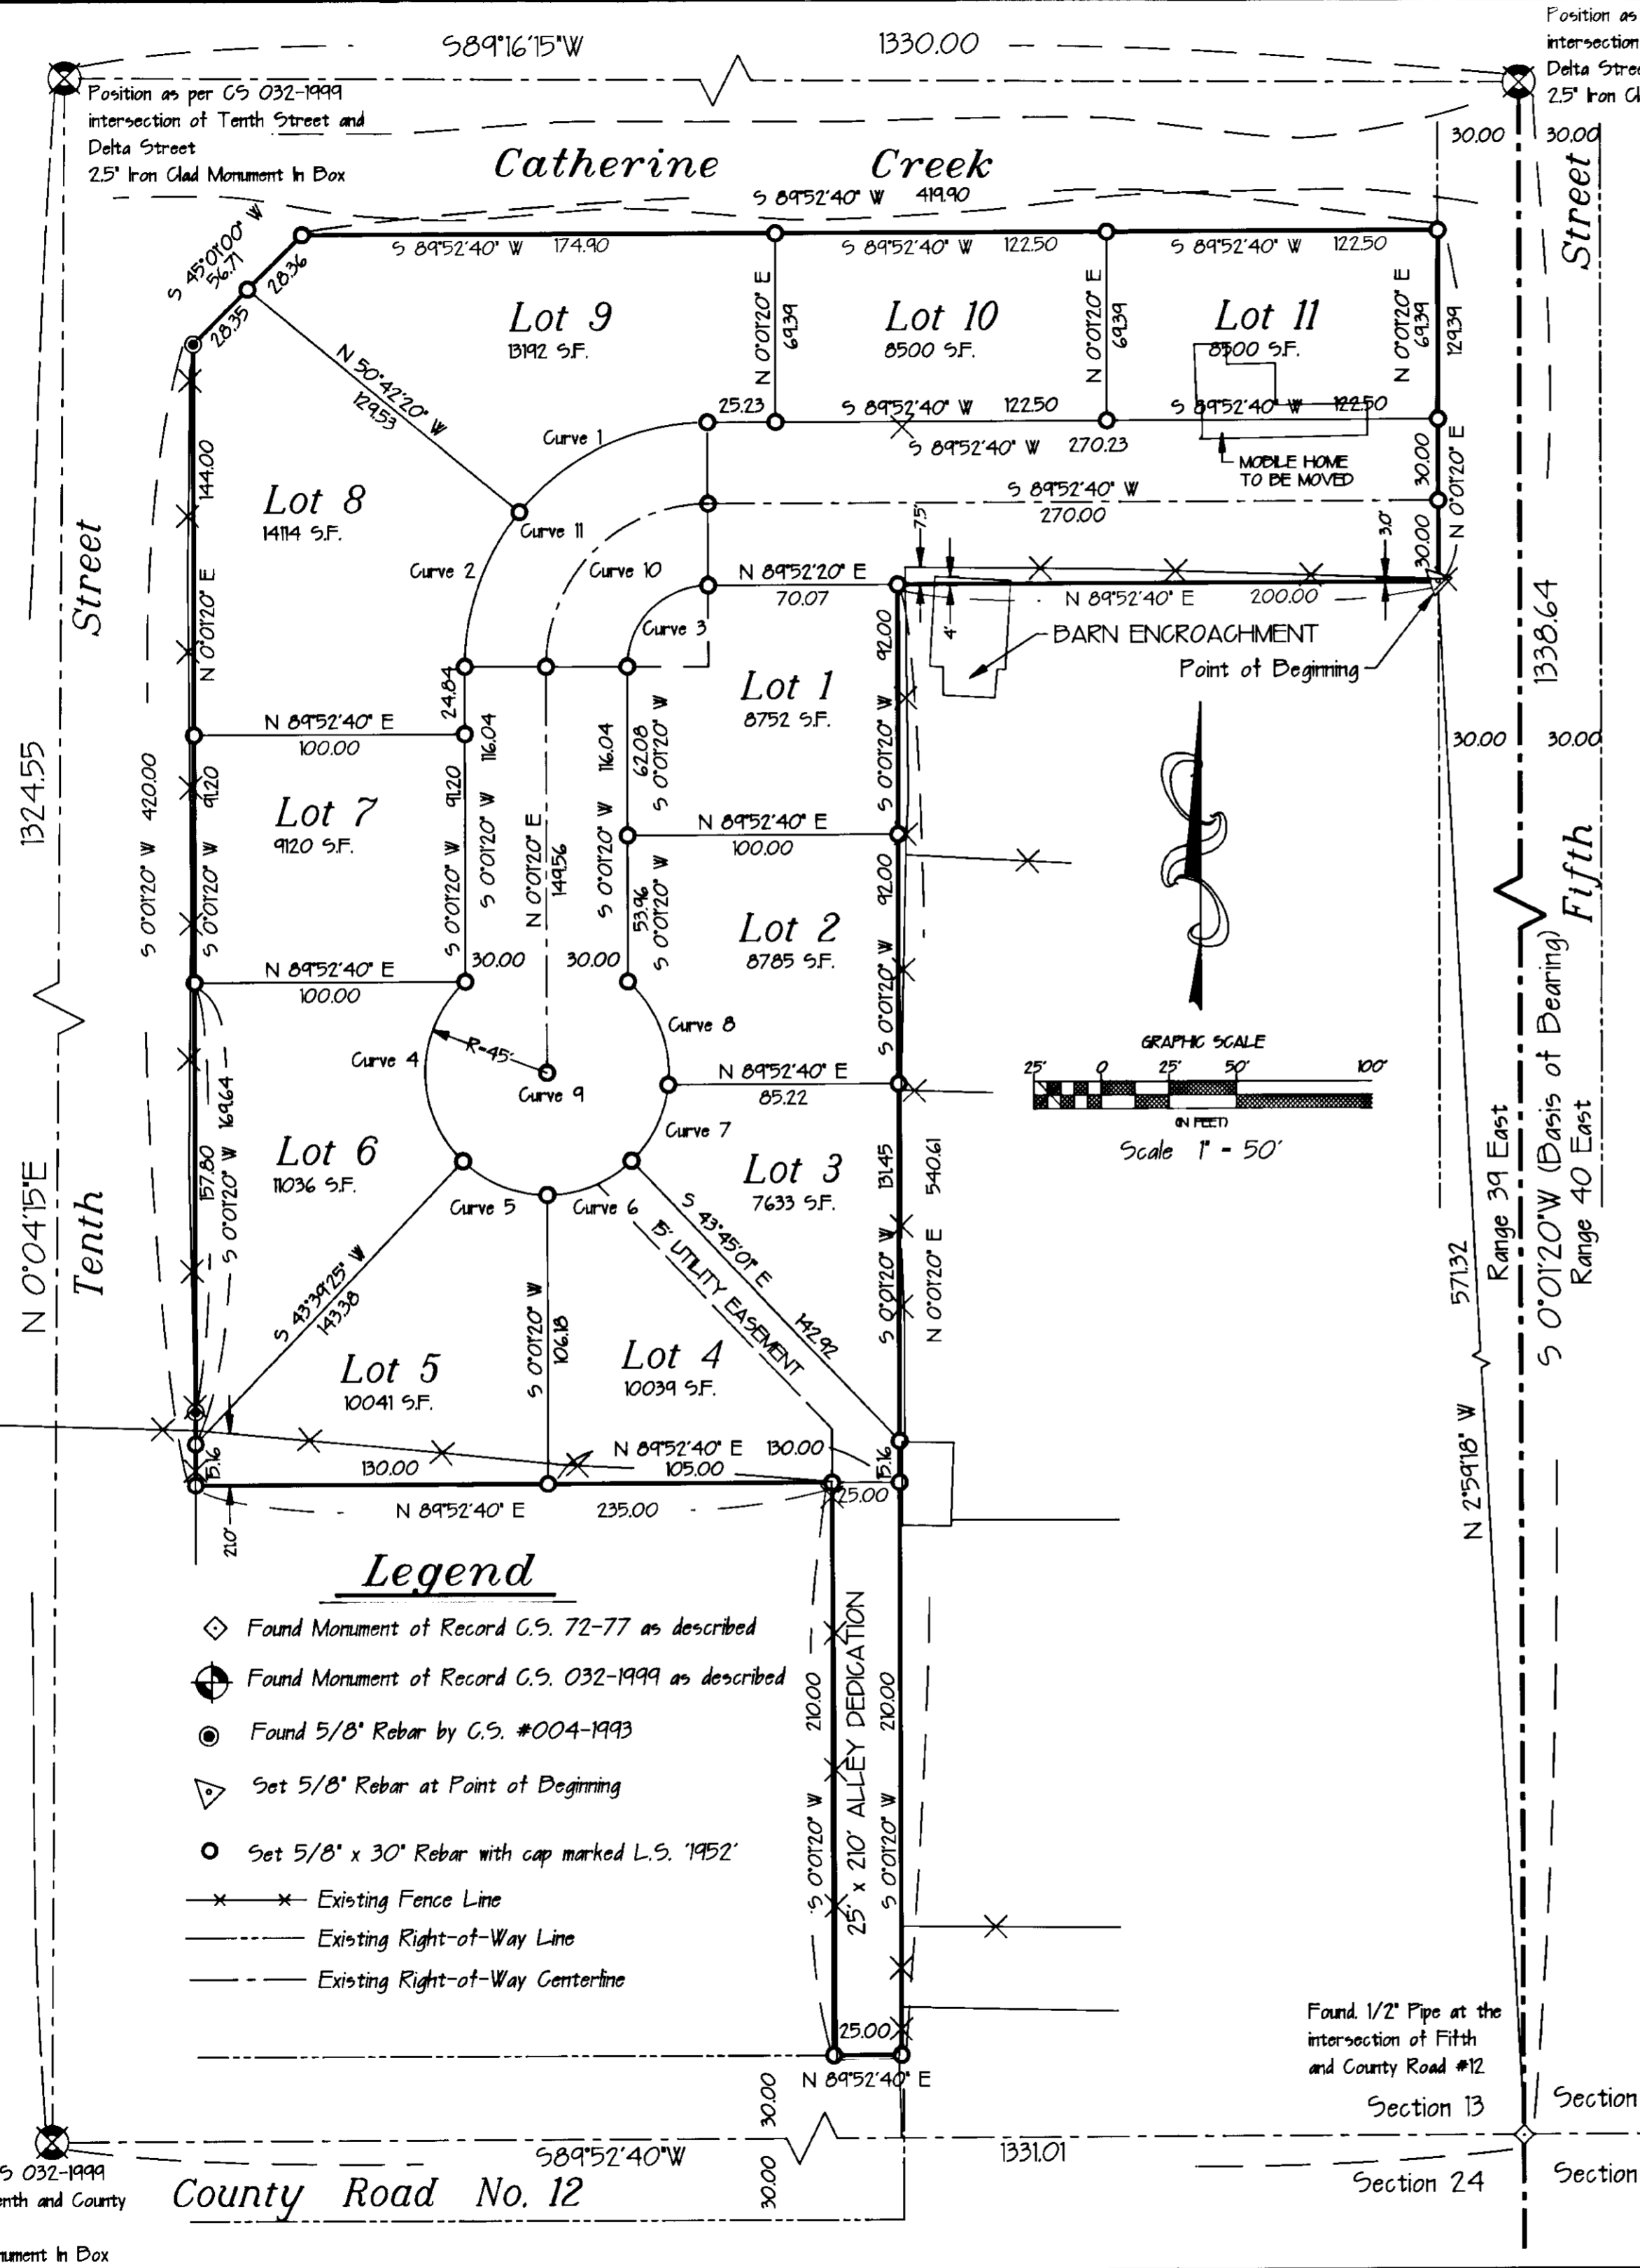 S89°16'15"W 1330.00
Position as
intersection
Delta Stree
2.5" Iron Cl
Position as per CS 032-1999
intersection of Tenth Street and
Delta Street
2.5" Iron Clad Monument In Box
30.00 30.00
Catherine Creek
S 89°52'40" W 419.90
S 45°01'00" W
56.71
28.36
28.35
S 89°52'40" W 174.90
S 89°52'40" W 122.50
S 89°52'40" W 122.50
Street
Lot 9
13192 S.F.
N 0°01'20" E
69.39
Lot 10
8500 S.F.
N 0°01'20" E
69.39
Lot 11
8500 S.F.
N 0°01'20" E
69.39
129.39
N 50°42'20" W
129.53
25.23
S 89°52'40" W 122.50
S 89°52'40" W 122.50
S 89°52'40" W 270.23
MOBILE HOME
TO BE MOVED
30.00
N 0°01'20" E
30.00
Curve 1
144.00
N 0°01'20" E
Lot 8
14114 S.F.
Curve 11
Curve 2
Curve 10
Curve 3
S 89°52'40" W
270.00
7.5'
3.0'
N 89°52'20" E
70.07
N 89°52'40" E 200.00
4'
BARN ENCROACHMENT
Point of Beginning
Street
92.00
S 0°01'20" W
Lot 1
8752 S.F.
1338.64
24.84
N 89°52'40" E
100.00
116.04
S 0°01'20" W
116.04
S 0°01'20" W
62.08
S 0°01'20" W
30.00 30.00
1324.55
420.00
S 0°01'20" W
91.20
S 0°01'20" W
Lot 7
9120 S.F.
91.20
S 0°01'20" W
N 0°01'20" E
149.56
N 89°52'40" E
100.00
53.96
S 0°01'20" W
92.00
S 0°01'20" W
Lot 2
8785 S.F.
Fifth
N 89°52'40" E
100.00
30.00 30.00
Curve 8
Curve 4
R=45'
Curve 9
N 89°52'40" E
85.22
Curve 7
GRAPHIC SCALE
25' 0 25' 50' 100'
(IN FEET)
Scale 1" = 50'
S 0°01'20"W (Basis of Bearing)
Range 39 East
Range 40 East
169.64
S 0°01'20" W
157.80
Lot 6
11036 S.F.
Curve 5
Curve 6
Lot 3
7633 S.F.
131.45
S 0°01'20" W
540.61
N 0°01'20" E
N 0°04'15"E
Tenth
S 43°39'25" W
143.38
S 0°01'20" W
106.18
S 43°45'01" E
142.92
15' UTILITY EASEMENT
571.32
N 2°59'18" W
Lot 5
10041 S.F.
Lot 4
10039 S.F.
N 89°52'40" E 130.00
130.00
105.00
15.16
15.16
25.00
N 89°52'40" E 235.00
21.0'
Legend
Found Monument of Record C.S. 72-77 as described
Found Monument of Record C.S. 032-1999 as described
Found 5/8" Rebar by C.S. #004-1993
Set 5/8" Rebar at Point of Beginning
Set 5/8" x 30" Rebar with cap marked L.S. '1952'
Existing Fence Line
Existing Right-of-Way Line
Existing Right-of-Way Centerline
210.00
S 0°01'20" W
25' x 210' ALLEY DEDICATION
210.00
S 0°01'20" W
25.00
N 89°52'40" E
30.00
30.00
Found. 1/2" Pipe at the
intersection of Fifth
and County Road #12
Section 13
Section
S89°52'40"W
1331.01
Section 24
Section
S 032-1999
enth and County
County Road No. 12
nument In Box